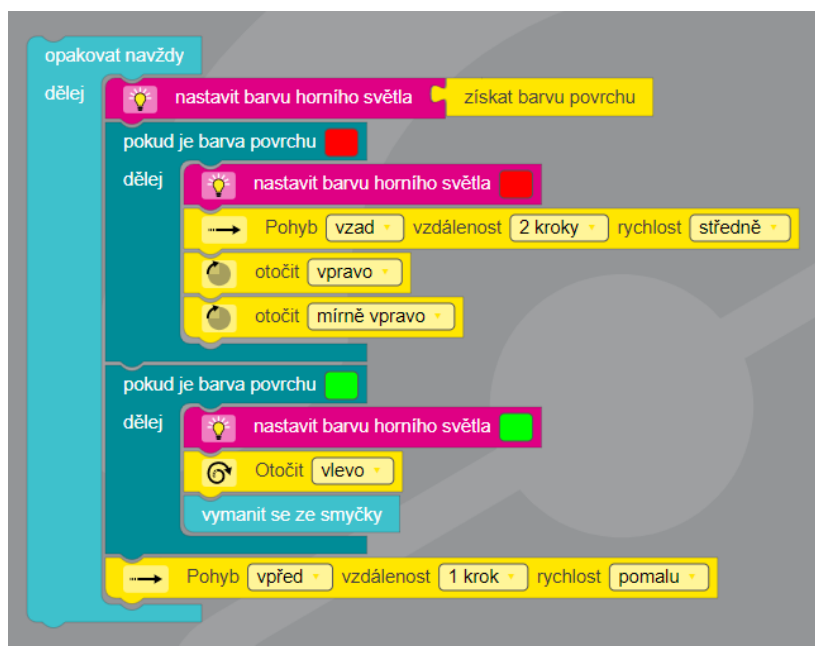 opakovat navždy
dělej nastavit barvu horního světla získat barvu povrchu
pokud je barva povrchu
dělej nastavit barvu horního světla
Pohyb vzad vzdálenost 2 kroky rychlost středně
otočit vpravo
otočit mírně vpravo
pokud je barva povrchu
dělej nastavit barvu horního světla
Otočit vlevo
vymanit se ze smyčky
Pohyb vpřed vzdálenost 1 krok rychlost pomalu